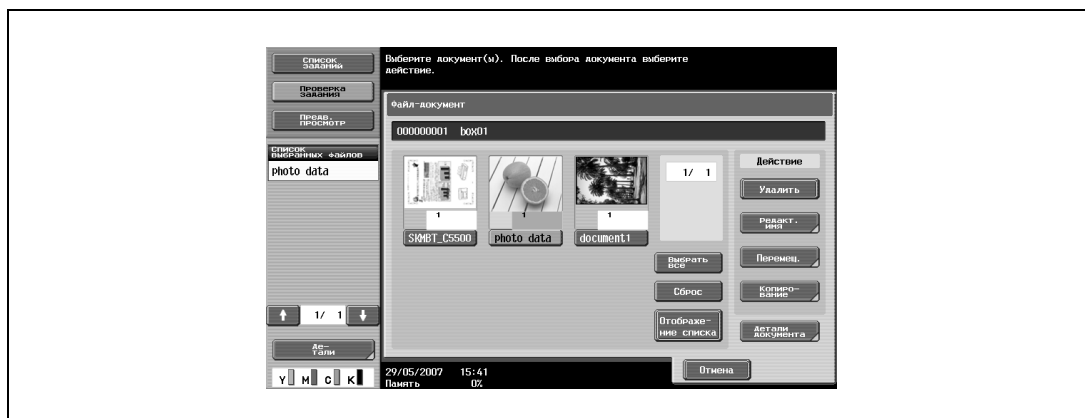 Список
заданий
Проверка
задания
Предв.
просмотр
Список
выбранных файлов
photo data
1/ 1
Де-
тали
Y M C K
Выберите документ(ы). После выбора документа выберите
действие.
Файл-документ
000000001 box01
1
SKMBT_C5500
1
photo data
1
document1
1/ 1
Выбрать
все
Сброс
Отображе-
ние списка
Действие
Удалить
Редакт.
имя
Перемещ.
Копиро-
вание
Детали
документа
Отмена
29/05/2007 15:41
Память 0%